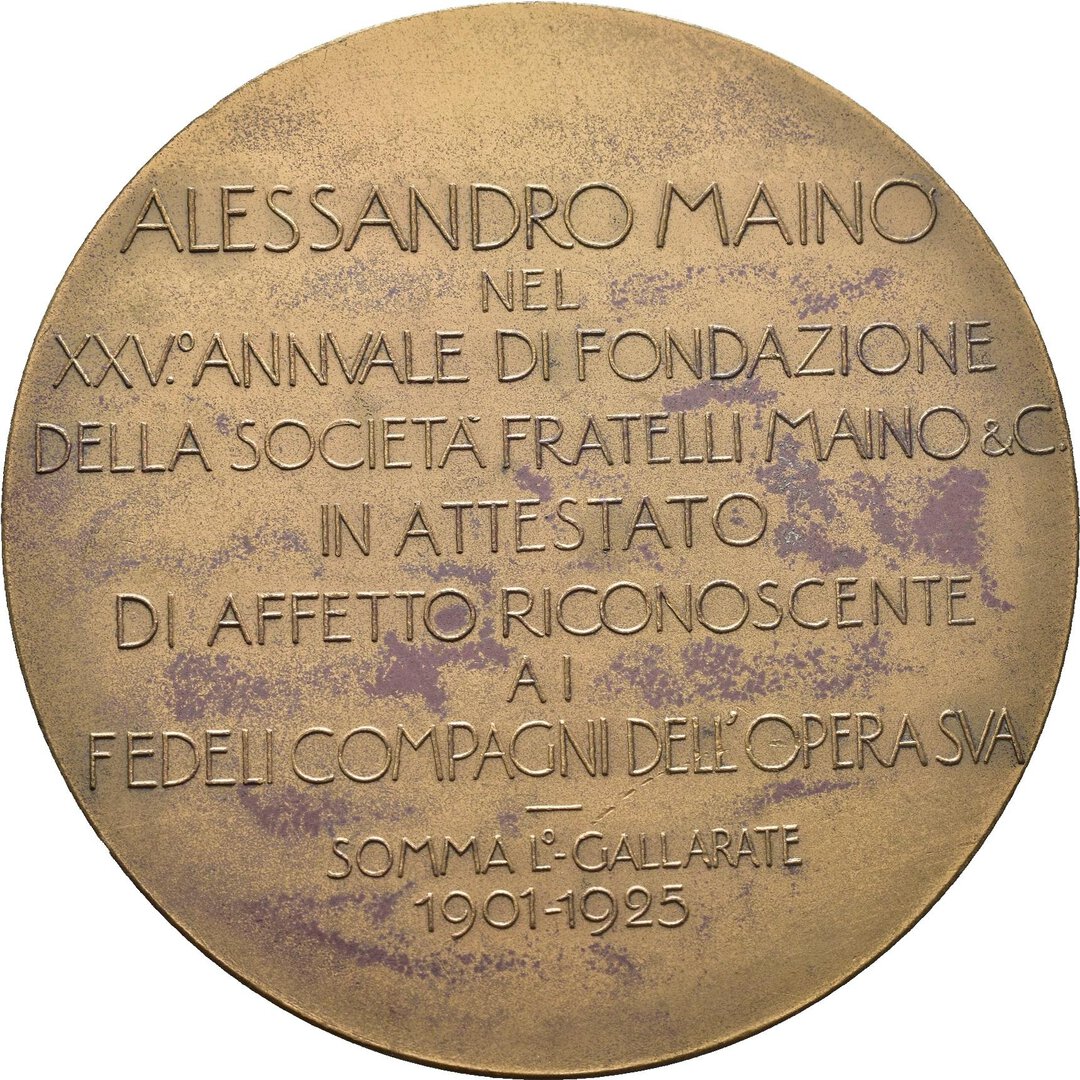 ALESSANDRO MAINO
NEL
XXV.º ANNVALE DI FONDAZIONE
DELLA SOCIETÀ FRATELLI MAINO & C.
IN ATTESTATO
DI AFFETTO RICONOSCENTE
AI
FEDELI COMPAGNI DELL'OPERA SVA
SOMMA Lº-GALLARATE
1901-1925